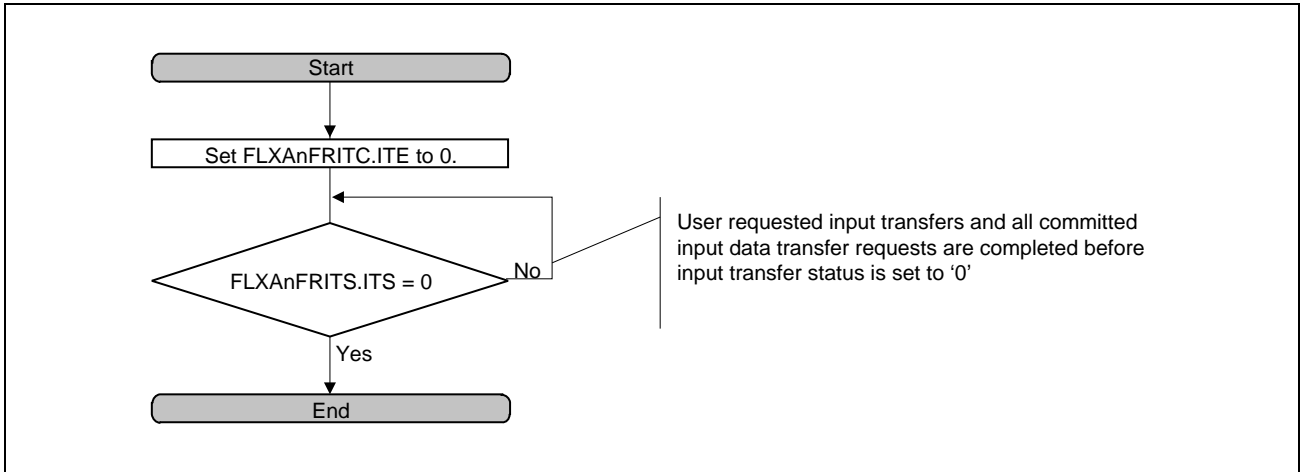 Start
Set FLXAnFRITC.ITE to 0.
User requested input transfers and all committed
input data transfer requests are completed before
input transfer status is set to ‘0’
FLXAnFRITS.ITS = 0
No
Yes
End